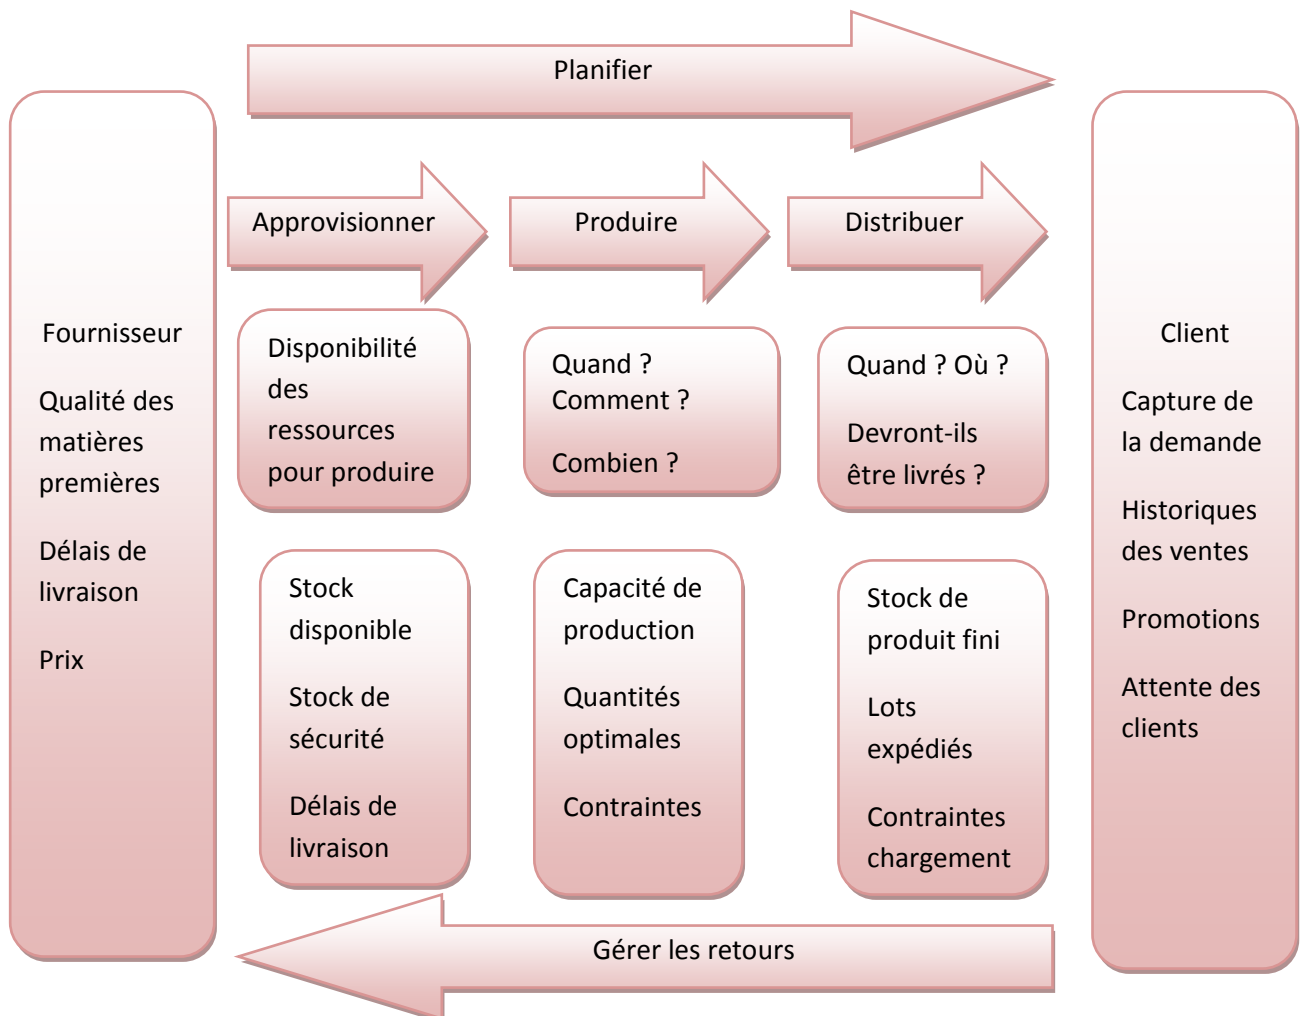 Planifier
Approvisionner
Produire
Distribuer
Fournisseur
Qualité des
matières
premières
Délais de
livraison
Prix
Disponibilité
des
ressources
pour produire
Quand ?
Comment ?
Combien ?
Quand ? Où ?
Devront-ils
être livrés ?
Stock
disponible
Stock de
sécurité
Délais de
livraison
Capacité de
production
Quantités
optimales
Contraintes
Stock de
produit fini
Lots
expédiés
Contraintes
chargement
Client
Capture de
la demande
Historiques
des ventes
Promotions
Attente des
clients
Gérer les retours